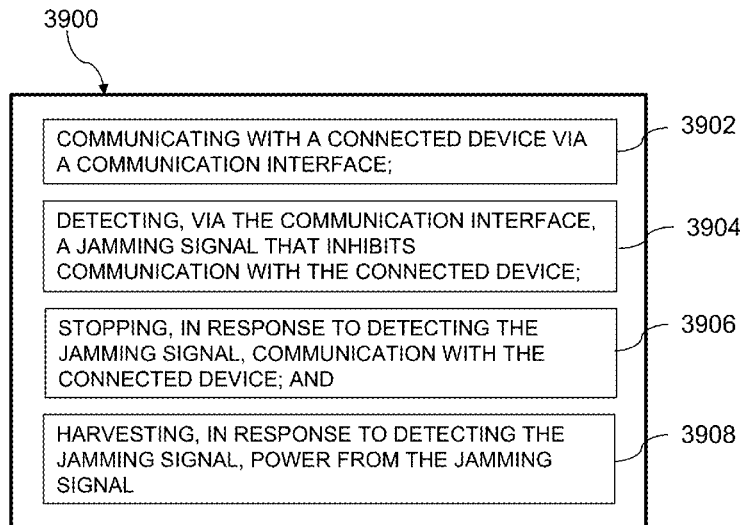 3900
COMMUNICATING WITH A CONNECTED DEVICE VIA
A COMMUNICATION INTERFACE;
3902
DETECTING, VIA THE COMMUNICATION INTERFACE,
A JAMMING SIGNAL THAT INHIBITS
COMMUNICATION WITH THE CONNECTED DEVICE;
3904
STOPPING, IN RESPONSE TO DETECTING THE
JAMMING SIGNAL, COMMUNICATION WITH THE
CONNECTED DEVICE; AND
3906
HARVESTING, IN RESPONSE TO DETECTING THE
JAMMING SIGNAL, POWER FROM THE JAMMING
SIGNAL
3908